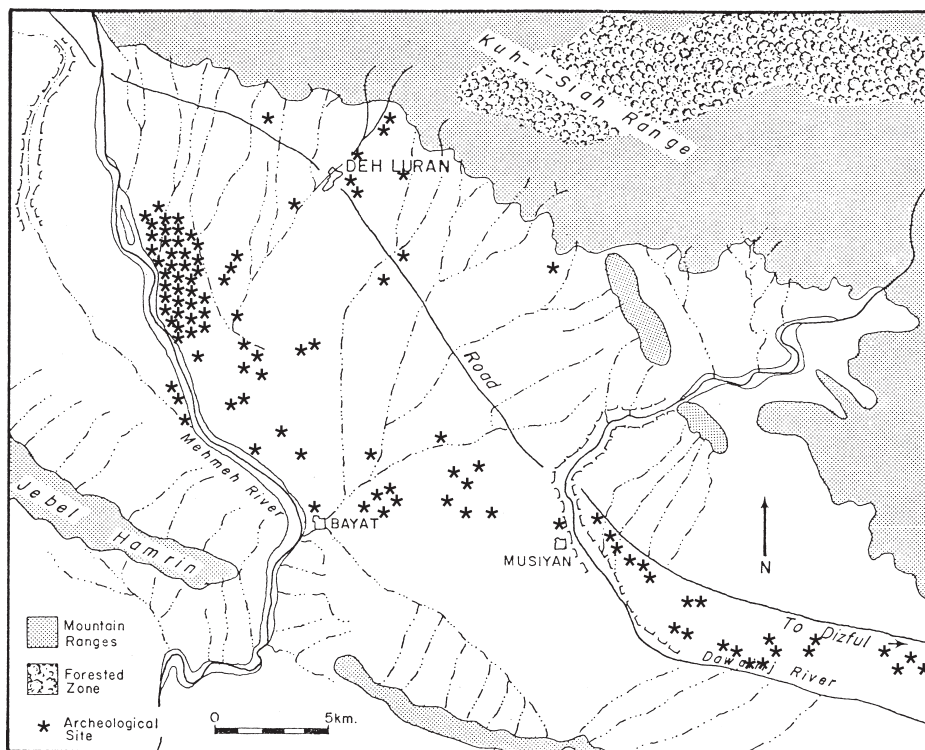 Kuh-i-Siah Range
DEH LURAN
Road
Mehmeh River
Jebel Hamrin
BAYAT
MUSIYAN
N
To Dizful
Dawairij River
Mountain
Ranges
Forested
Zone
Archeological
Site
0 5km.